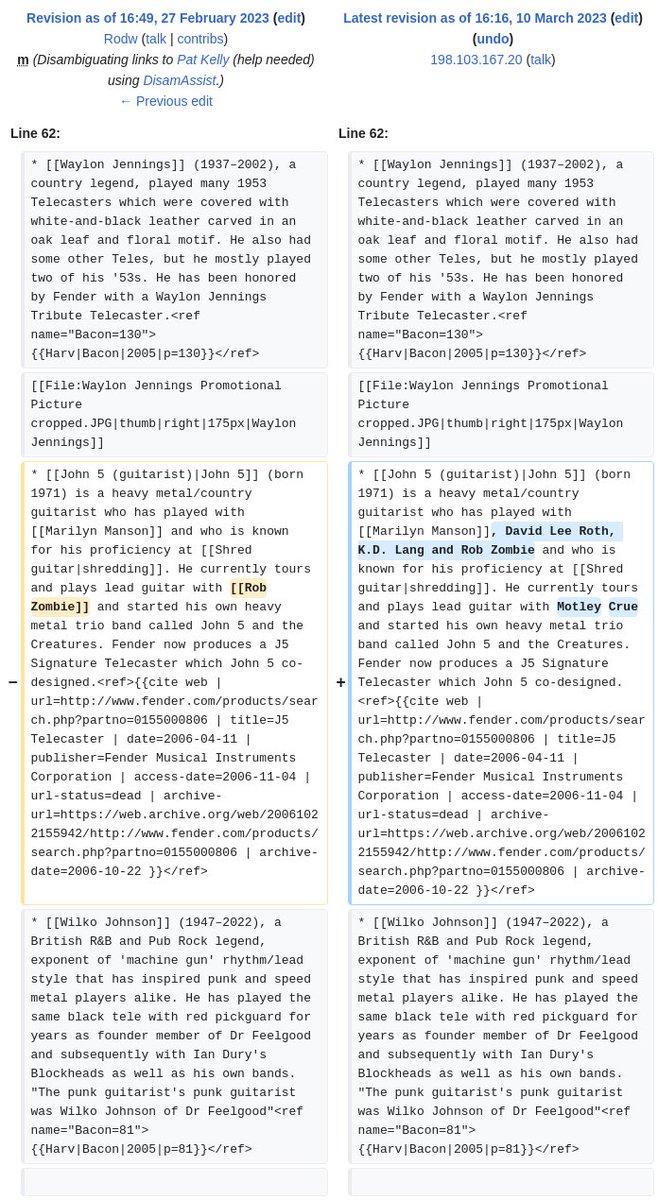 Revision as of 16:49, 27 February 2023 (edit)
Rodw (talk | contribs)
m (Disambiguating links to Pat Kelly (help needed)
using DisamAssist.)
← Previous edit
Latest revision as of 16:16, 10 March 2023 (edit)
(undo)
198.103.167.20 (talk)
Line 62:
* [[Waylon Jennings]] (1937–2002), a
country legend, played many 1953
Telecasters which were covered with
white-and-black leather carved in an
oak leaf and floral motif. He also had
some other Teles, but he mostly played
two of his '53s. He has been honored
by Fender with a Waylon Jennings
Tribute Telecaster.<ref
name="Bacon=130">
{{Harv|Bacon|2005|p=130}}</ref>
[[File:Waylon Jennings Promotional
Picture
cropped.JPG|thumb|right|175px|Waylon
Jennings]]
−
* [[John 5 (guitarist)|John 5]] (born
1971) is a heavy metal/country
guitarist who has played with
[[Marilyn Manson]] and who is known
for his proficiency at [[Shred
guitar|shredding]]. He currently tours
and plays lead guitar with [[Rob
Zombie]] and started his own heavy
metal trio band called John 5 and the
Creatures. Fender now produces a J5
Signature Telecaster which John 5 co-
designed.<ref>{{cite web |
url=http://www.fender.com/products/sear
ch.php?partno=0155000806 | title=J5
Telecaster | date=2006-04-11 |
publisher=Fender Musical Instruments
Corporation | access-date=2006-11-04 |
url-status=dead | archive-
url=https://web.archive.org/web/2006102
2155942/http://www.fender.com/products/
search.php?partno=0155000806 | archive-
date=2006-10-22 }}</ref>
* [[Wilko Johnson]] (1947–2022), a
British R&B and Pub Rock legend,
exponent of 'machine gun' rhythm/lead
style that has inspired punk and speed
metal players alike. He has played the
same black tele with red pickguard for
years as founder member of Dr Feelgood
and subsequently with Ian Dury's
Blockheads as well as his own bands.
"The punk guitarist's punk guitarist
was Wilko Johnson of Dr Feelgood"<ref
name="Bacon=81">
{{Harv|Bacon|2005|p=81}}</ref>
Line 62:
* [[Waylon Jennings]] (1937–2002), a
country legend, played many 1953
Telecasters which were covered with
white-and-black leather carved in an
oak leaf and floral motif. He also had
some other Teles, but he mostly played
two of his '53s. He has been honored
by Fender with a Waylon Jennings
Tribute Telecaster.<ref
name="Bacon=130">
{{Harv|Bacon|2005|p=130}}</ref>
[[File:Waylon Jennings Promotional
Picture
cropped.JPG|thumb|right|175px|Waylon
Jennings]]
+
* [[John 5 (guitarist)|John 5]] (born
1971) is a heavy metal/country
guitarist who has played with
[[Marilyn Manson]], David Lee Roth,
K.D. Lang and Rob Zombie and who is
known for his proficiency at [[Shred
guitar|shredding]]. He currently tours
and plays lead guitar with Motley Crue
and started his own heavy metal trio
band called John 5 and the Creatures.
Fender now produces a J5 Signature
Telecaster which John 5 co-designed.
<ref>{{cite web |
url=http://www.fender.com/products/sear
ch.php?partno=0155000806 | title=J5
Telecaster | date=2006-04-11 |
publisher=Fender Musical Instruments
Corporation | access-date=2006-11-04 |
url-status=dead | archive-
url=https://web.archive.org/web/2006102
2155942/http://www.fender.com/products/
search.php?partno=0155000806 | archive-
date=2006-10-22 }}</ref>
* [[Wilko Johnson]] (1947–2022), a
British R&B and Pub Rock legend,
exponent of 'machine gun' rhythm/lead
style that has inspired punk and speed
metal players alike. He has played the
same black tele with red pickguard for
years as founder member of Dr Feelgood
and subsequently with Ian Dury's
Blockheads as well as his own bands.
"The punk guitarist's punk guitarist
was Wilko Johnson of Dr Feelgood"<ref
name="Bacon=81">
{{Harv|Bacon|2005|p=81}}</ref>